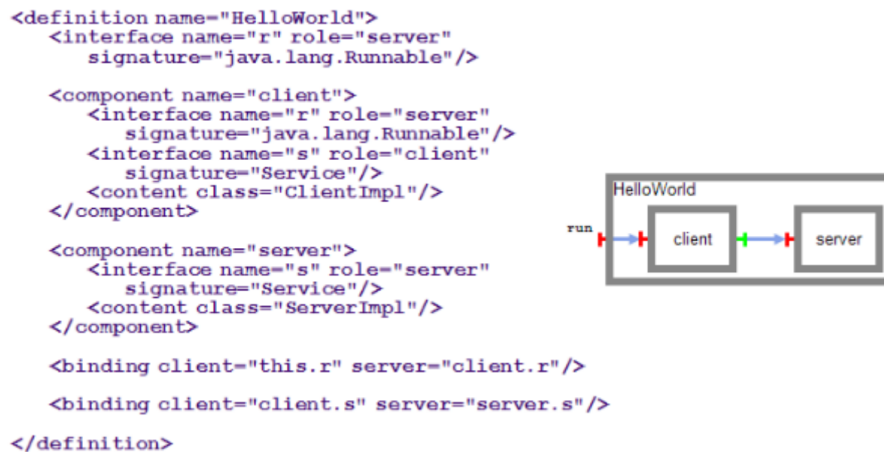 <definition name="HelloWorld">
<interface name="r" role="server"
signature="java.lang.Runnable"/>
<component name="client">
<interface name="r" role="server"
signature="java.lang.Runnable"/>
<interface name="s" role="client"
signature="Service"/>
<content class="ClientImpl"/>
</component>
<component name="server">
<interface name="s" role="server"
signature="Service"/>
<content class="ServerImpl"/>
</component>
<binding client="this.r" server="client.r"/>
<binding client="client.s" server="server.s"/>
</definition>
HelloWorld
run
client
server